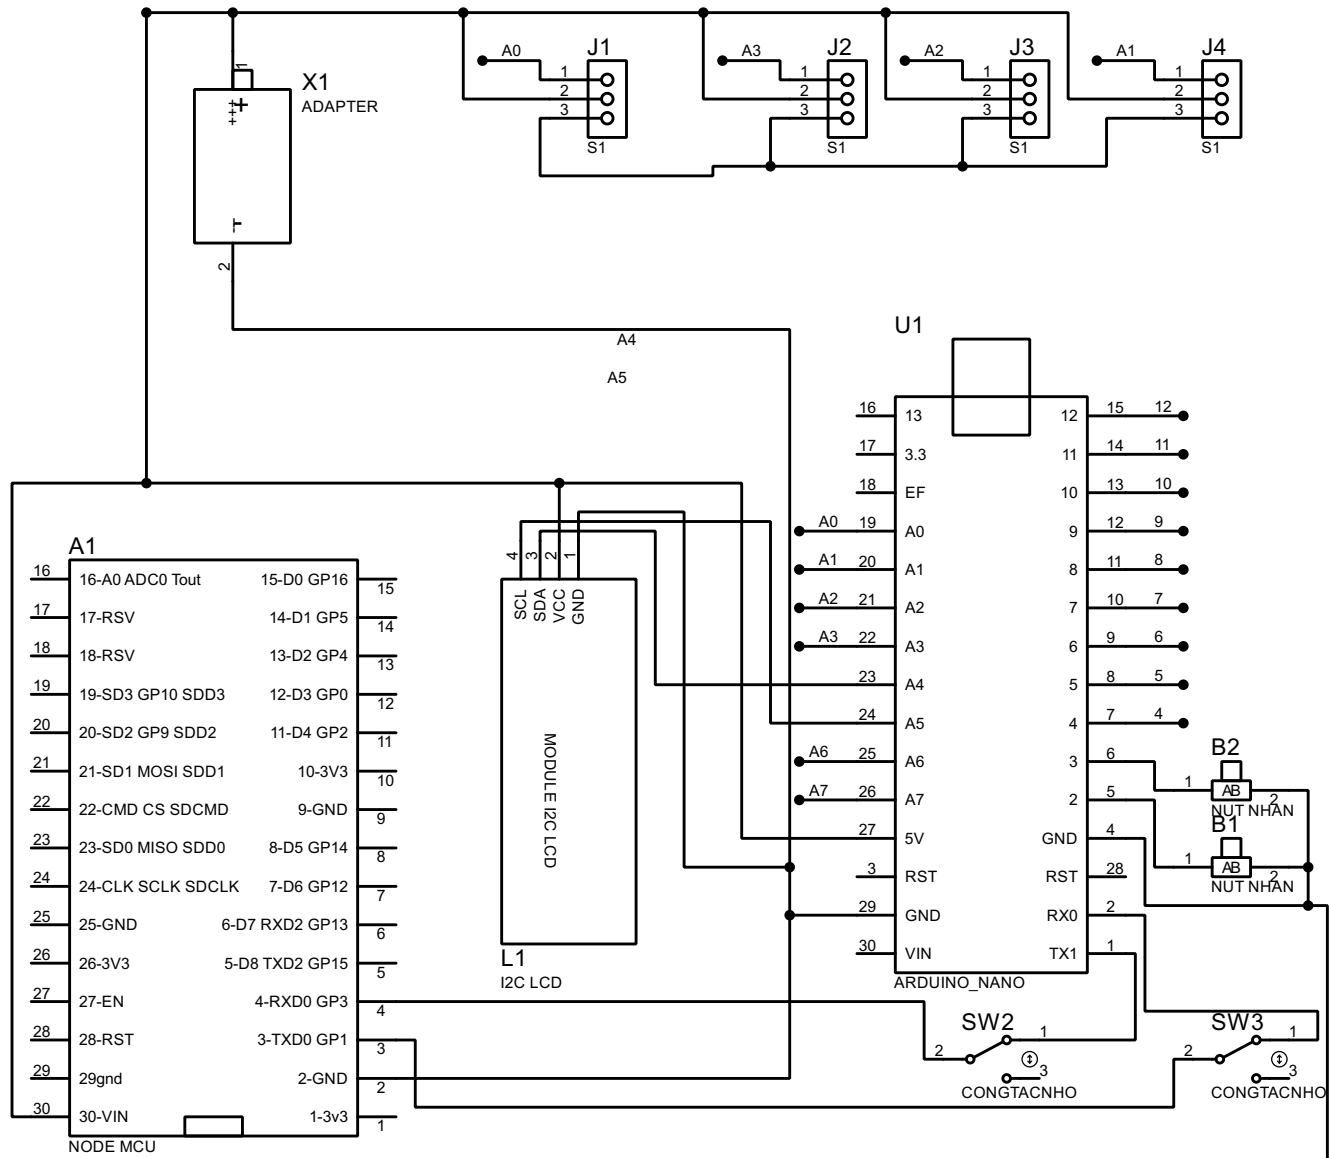 A0
J1
1
2
3
S1
A3
J2
1
2
3
S1
A2
J3
1
2
3
S1
A1
J4
1
2
3
S1
X1
ADAPTER
1
+
+++
-
2
A4
A5
U1
16 13 12 15 12
17 3.3 11 14 11
18 EF 10 13 10
A0 19 A0 9 12 9
A1 20 A1 8 11 8
A2 21 A2 7 10 7
A3 22 A3 6 9 6
23 A4 5 8 5
24 A5 4 7 4
A6 25 A6 3 6
A7 26 A7 2 5
27 5V GND 4
3 RST RST 28
29 GND RX0 2
30 VIN TX1 1
ARDUINO_NANO
B2
1 AB 2
NUT NHAN
B1
1 AB 2
NUT NHAN
A1
16 16-A0 ADC0 Tout 15-D0 GP16 15
17 17-RSV 14-D1 GP5 14
18 18-RSV 13-D2 GP4 13
19 19-SD3 GP10 SDD3 12-D3 GP0 12
20 20-SD2 GP9 SDD2 11-D4 GP2 11
21 21-SD1 MOSI SDD1 10-3V3 10
22 22-CMD CS SDCMD 9-GND 9
23 23-SD0 MISO SDD0 8-D5 GP14 8
24 24-CLK SCLK SDCLK 7-D6 GP12 7
25 25-GND 6-D7 RXD2 GP13 6
26 26-3V3 5-D8 TXD2 GP15 5
27 27-EN 4-RXD0 GP3 4
28 28-RST 3-TXD0 GP1 3
29 29gnd 2-GND 2
30 30-VIN 1-3v3 1
NODE MCU
4 3 2 1
SCL
SDA
VCC
GND
MODULE I2C LCD
L1
I2C LCD
SW2
1
2
3
CONGTACNHO
SW3
1
2
3
CONGTACNHO